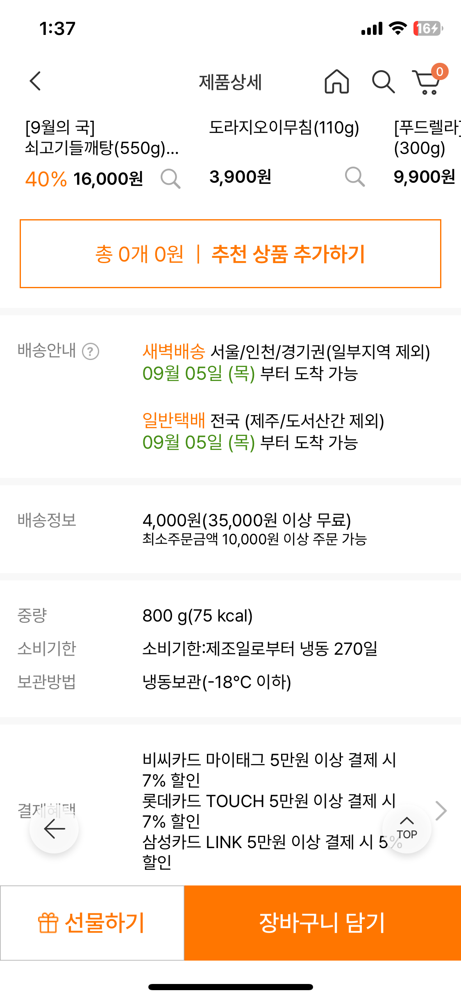 1:37
16
제품상세
0
[9월의 국]
쇠고기들깨탕(550g)...
40% 16,000원
도라지오이무침(110g)
3,900원
[푸드렐라]
(300g)
9,900원
총 0개 0원 | 추천 상품 추가하기
배송안내 ?
새벽배송 서울/인천/경기권(일부지역 제외)
09월 05일 (목) 부터 도착 가능
일반택배 전국 (제주/도서산간 제외)
09월 05일 (목) 부터 도착 가능
배송정보
4,000원(35,000원 이상 무료)
최소주문금액 10,000원 이상 주문 가능
중량
800 g(75 kcal)
소비기한
소비기한:제조일로부터 냉동 270일
보관방법
냉동보관(-18°C 이하)
결제혜택
비씨카드 마이태그 5만원 이상 결제 시
7% 할인
롯데카드 TOUCH 5만원 이상 결제 시
7% 할인
삼성카드 LINK 5만원 이상 결제 시 5%
할인
TOP
선물하기
장바구니 담기